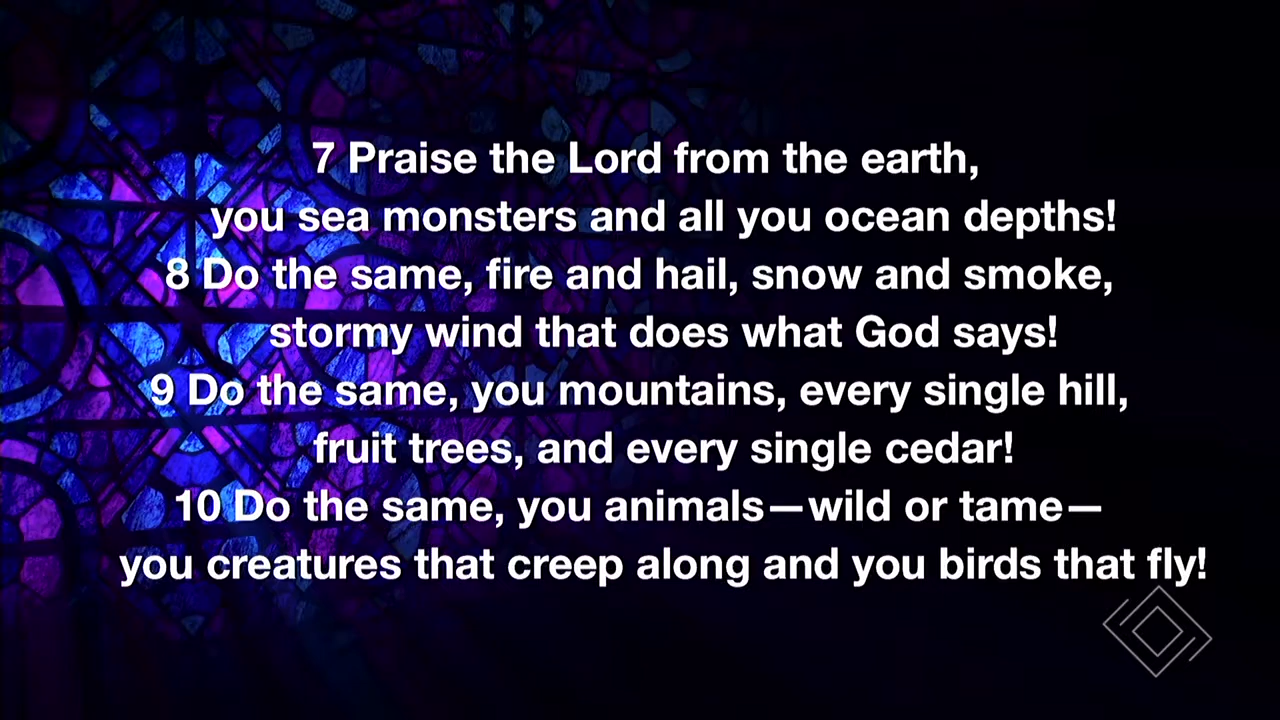 7 Praise the Lord from the earth,
you sea monsters and all you ocean depths!
8 Do the same, fire and hail, snow and smoke,
stormy wind that does what God says!
9 Do the same, you mountains, every single hill,
fruit trees, and every single cedar!
10 Do the same, you animals—wild or tame—
you creatures that creep along and you birds that fly!